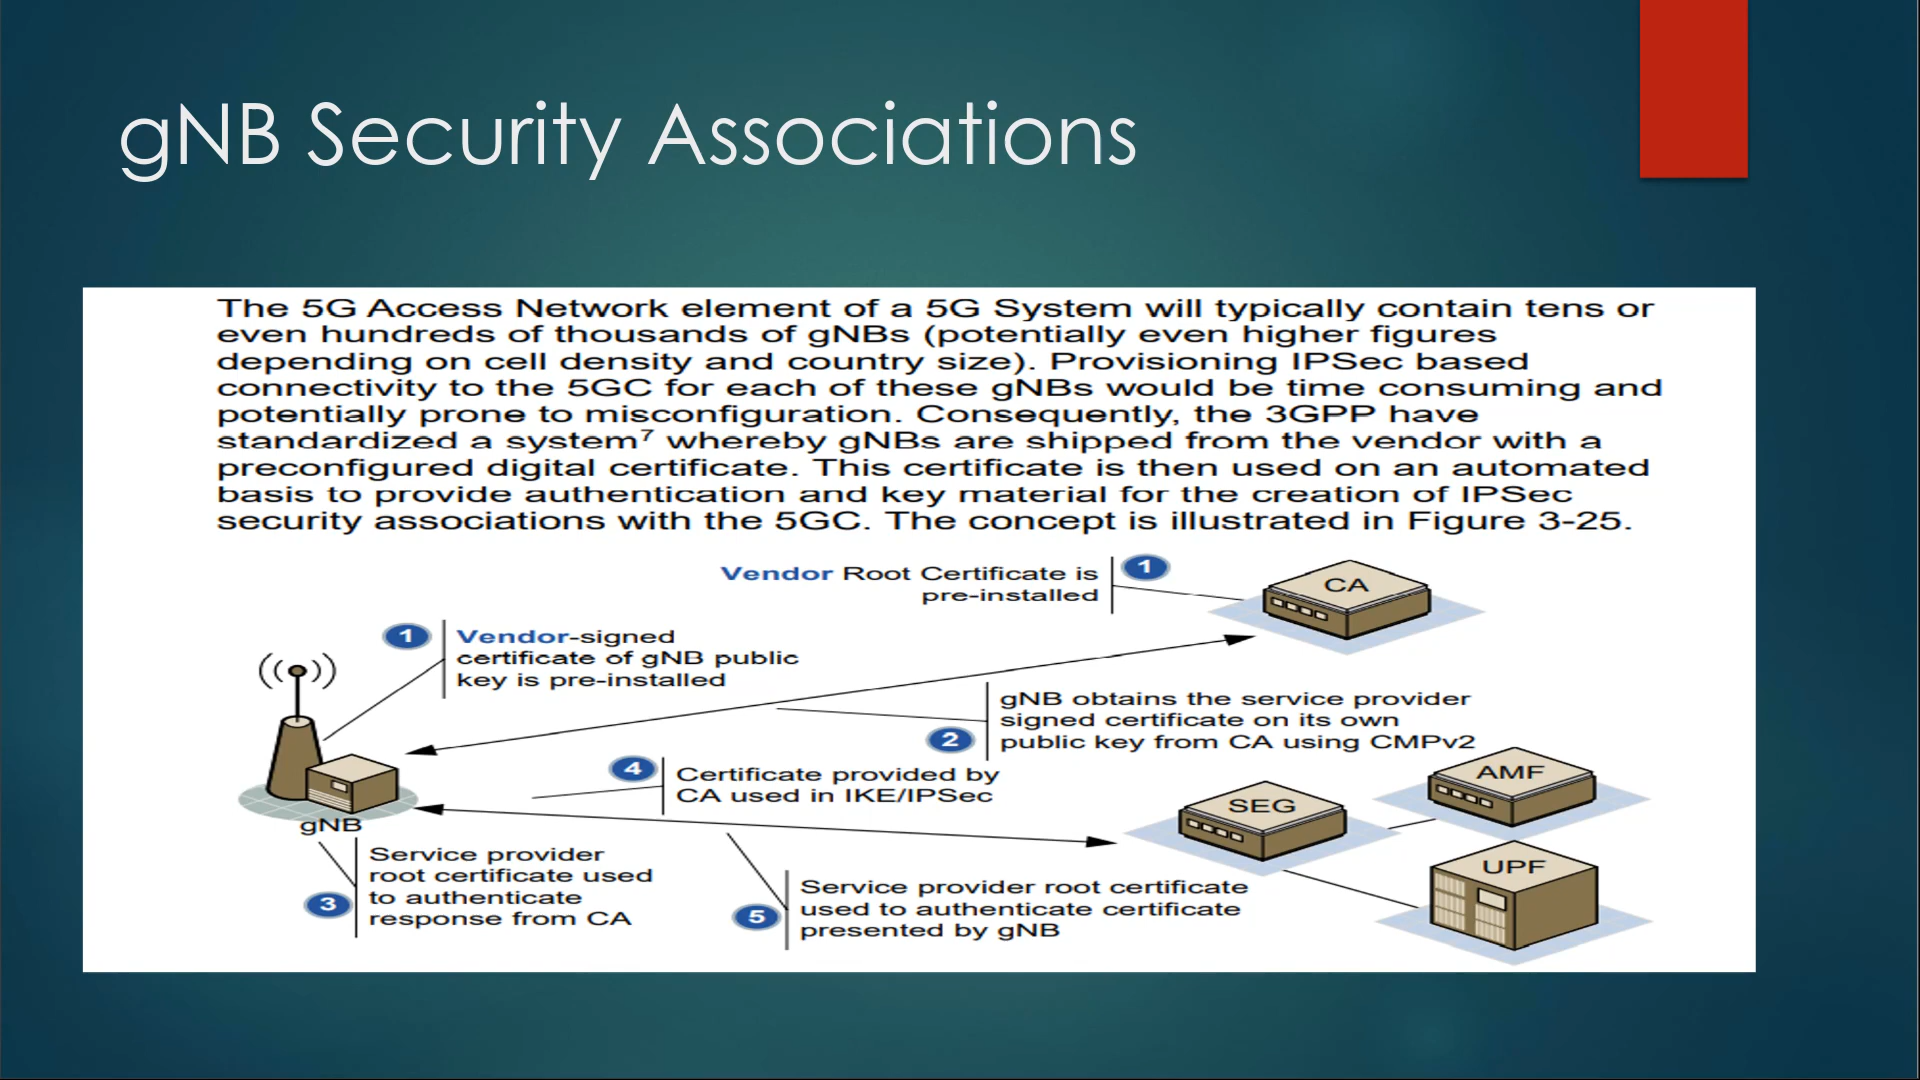 gNB Security Associations
The 5G Access Network element of a 5G System will typically contain tens or
even hundreds of thousands of gNBs (potentially even higher figures
depending on cell density and country size). Provisioning IPSec based
connectivity to the 5GC for each of these gNBs would be time consuming and
potentially prone to misconfiguration. Consequently, the 3GPP have
standardized a system⁷ whereby gNBs are shipped from the vendor with a
preconfigured digital certificate. This certificate is then used on an automated
basis to provide authentication and key material for the creation of IPSec
security associations with the 5GC. The concept is illustrated in Figure 3-25.
Vendor Root Certificate is
pre-installed
1
CA
1
Vendor-signed
certificate of gNB public
key is pre-installed
2
gNB obtains the service provider
signed certificate on its own
public key from CA using CMPv2
4
Certificate provided by
CA used in IKE/IPSec
SEG
AMF
UPF
gNB
3
Service provider
root certificate used
to authenticate
response from CA
5
Service provider root certificate
used to authenticate certificate
presented by gNB